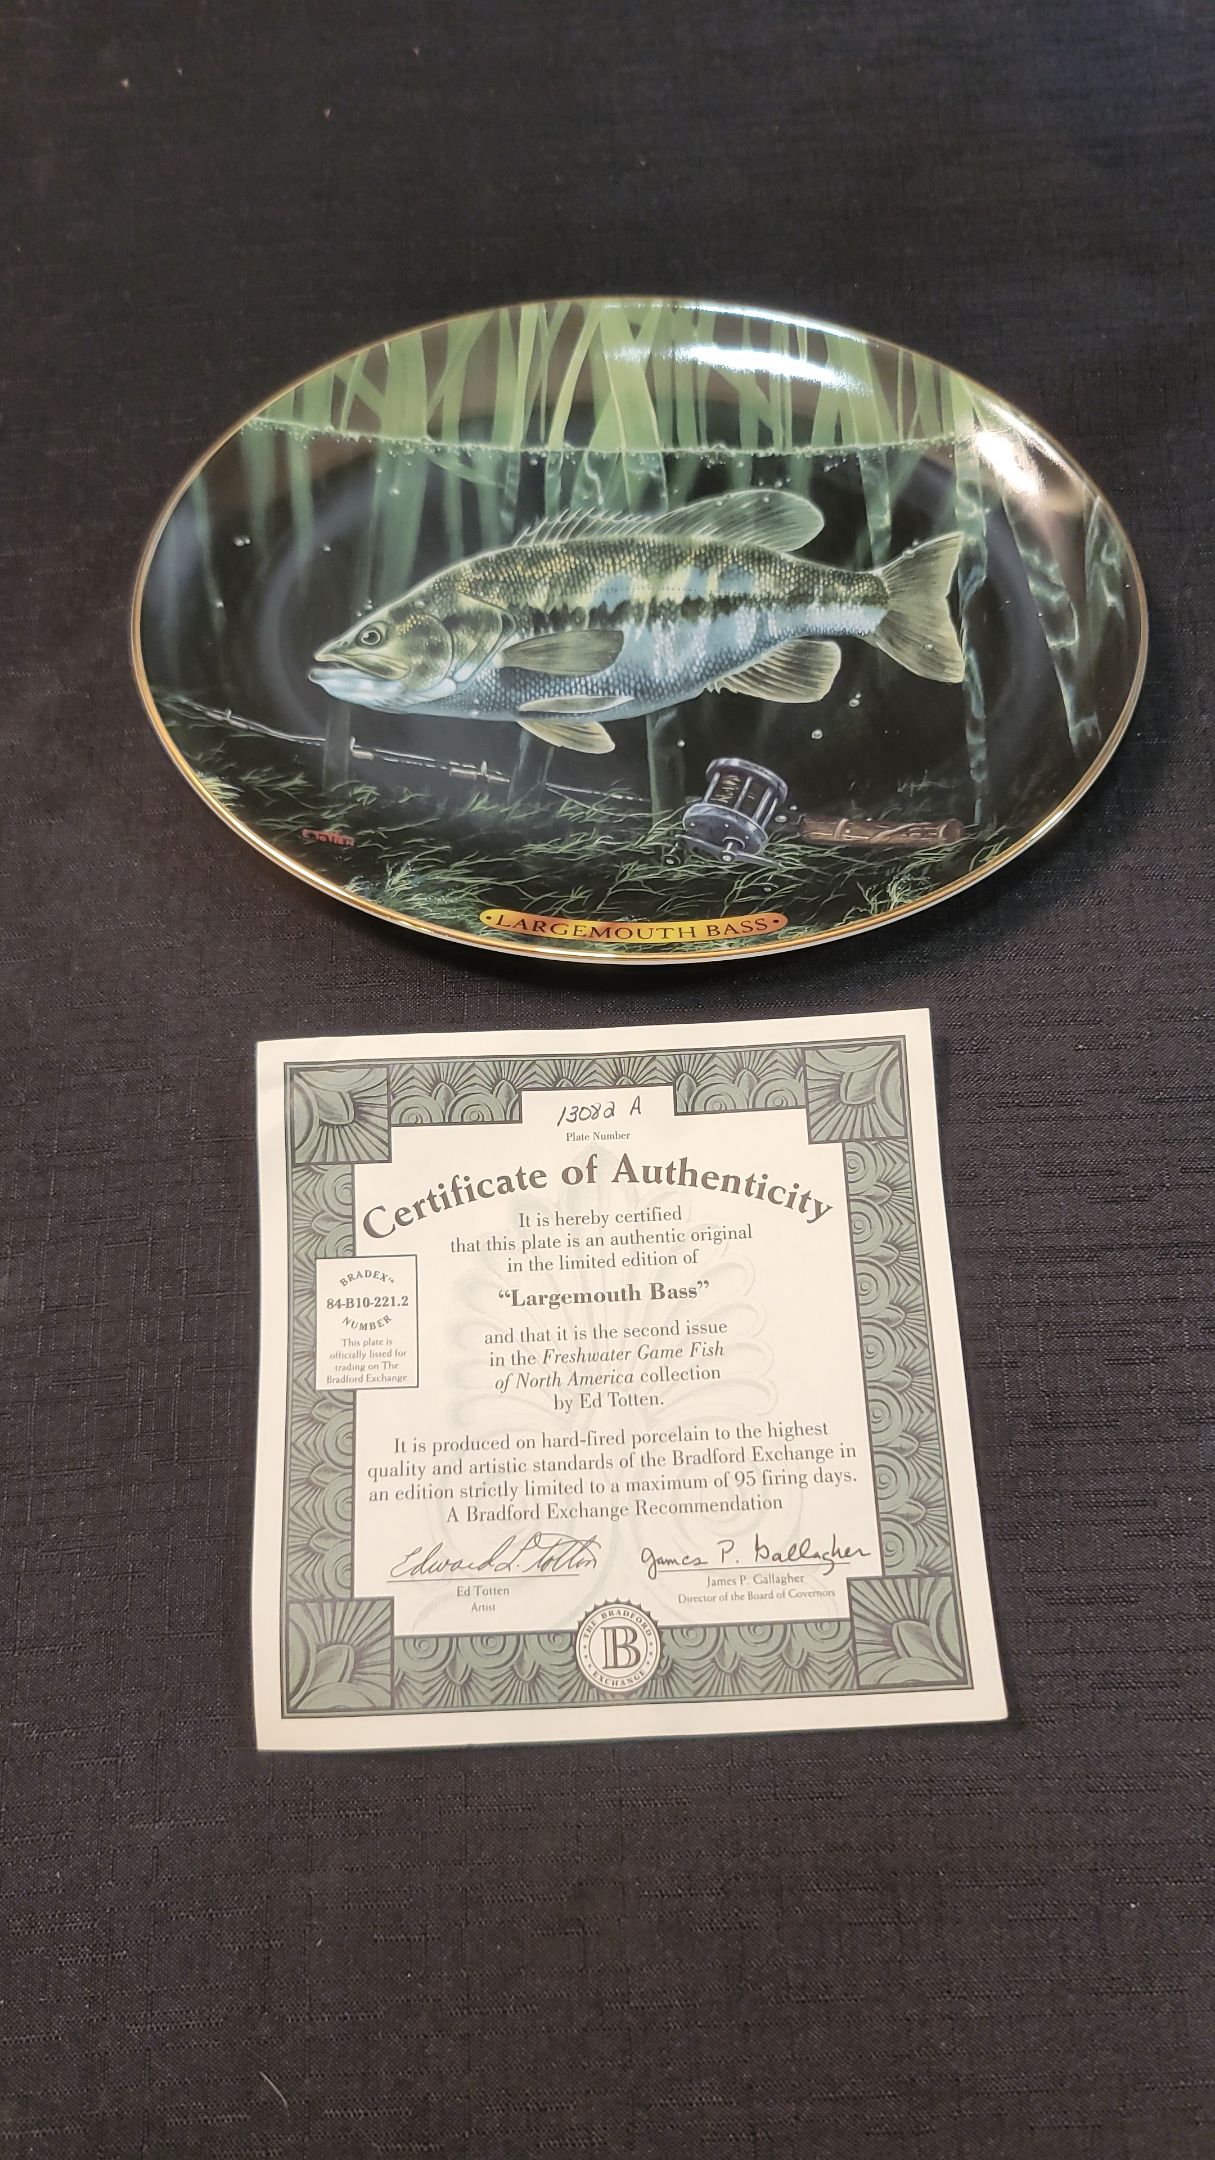 TOTTEN
•LARGEMOUTH BASS•
13082 A
Plate Number
Certificate of Authenticity
It is hereby certified
that this plate is an authentic original
in the limited edition of
“Largemouth Bass”
and that it is the second issue
in the Freshwater Game Fish
of North America collection
by Ed Totten.
BRADEX™
84-B10-221.2
NUMBER
This plate is
officially listed for
trading on The
Bradford Exchange
It is produced on hard-fired porcelain to the highest
quality and artistic standards of the Bradford Exchange in
an edition strictly limited to a maximum of 95 firing days.
A Bradford Exchange Recommendation
Edward L. Totten
Ed Totten
Artist
James P. Gallagher
James P. Gallagher
Director of the Board of Governors
THE BRADFORD
B
EXCHANGE